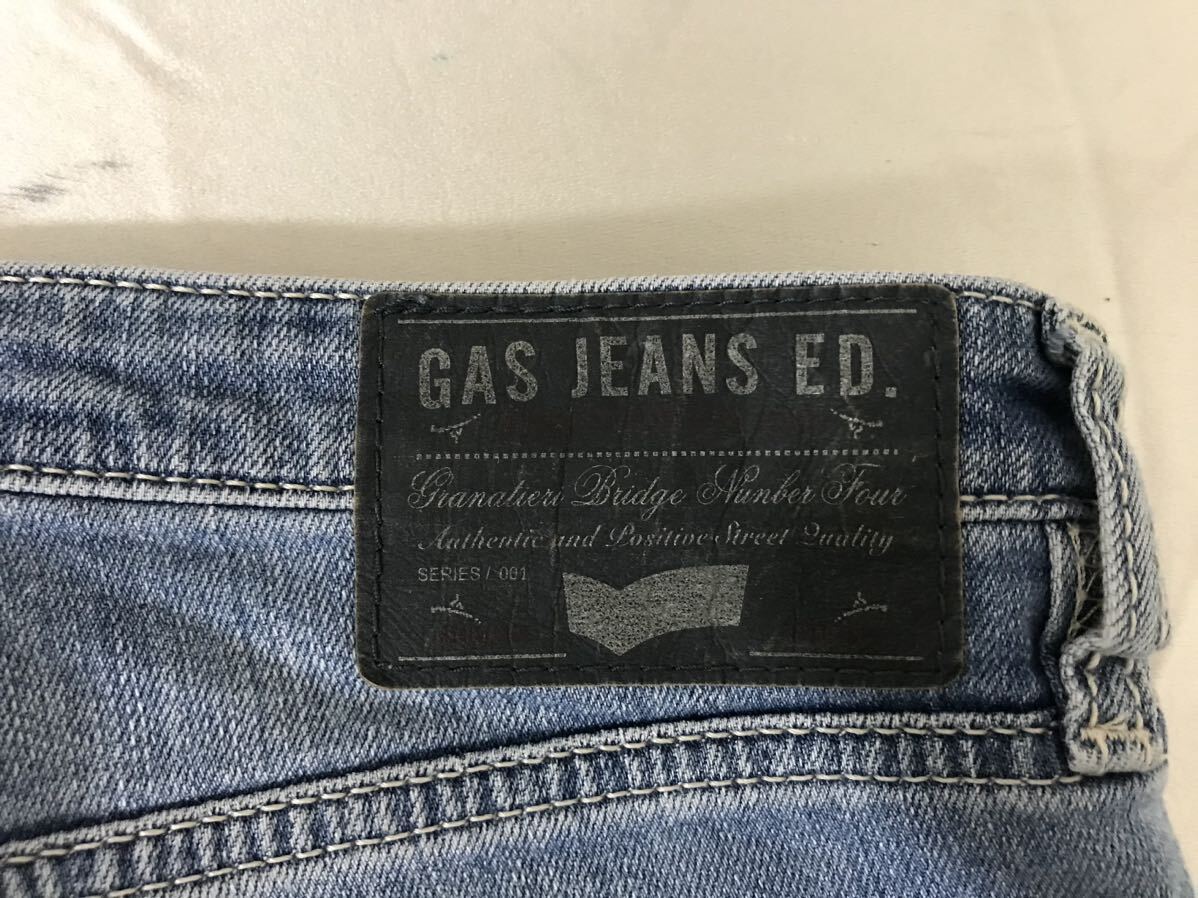 GAS JEANS ED.
Granatieri Bridge Number Four
Authentic and Positive Street Quality
SERIES / 001